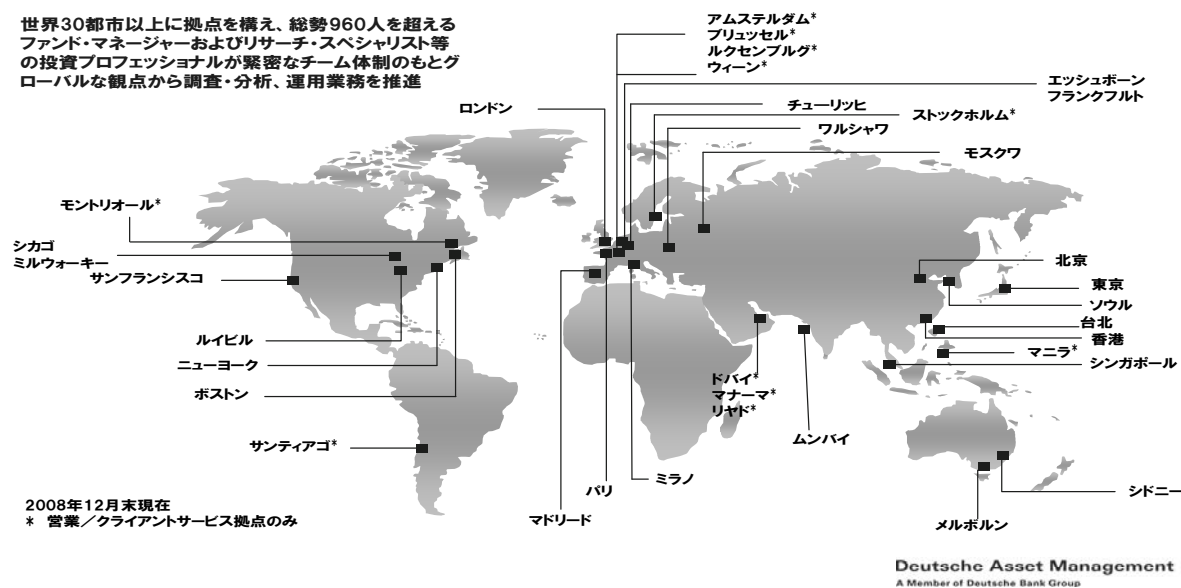 世界30都市以上に拠点を構え、総勢960人を超える
ファンド・マネージャーおよびリサーチ・スペシャリスト等
の投資プロフェッショナルが緊密なチーム体制のもとグ
ローバルな観点から調査・分析、運用業務を推進
アムステルダム*
ブリュッセル*
ルクセンブルグ*
ウィーン*
エッシュボーン
フランクフルト
ロンドン
チューリッヒ
ストックホルム*
ワルシャワ
モスクワ
モントリオール*
シカゴ
ミルウォーキー
サンフランシスコ
北京
東京
ソウル
台北
香港
マニラ*
シンガポール
ルイビル
ニューヨーク
ボストン
ドバイ*
マナーマ*
リヤド*
ムンバイ
サンティアゴ*
パリ
ミラノ
マドリード
シドニー
メルボルン
2008年12月末現在
* 営業／クライアントサービス拠点のみ
Deutsche Asset Management
A Member of Deutsche Bank Group